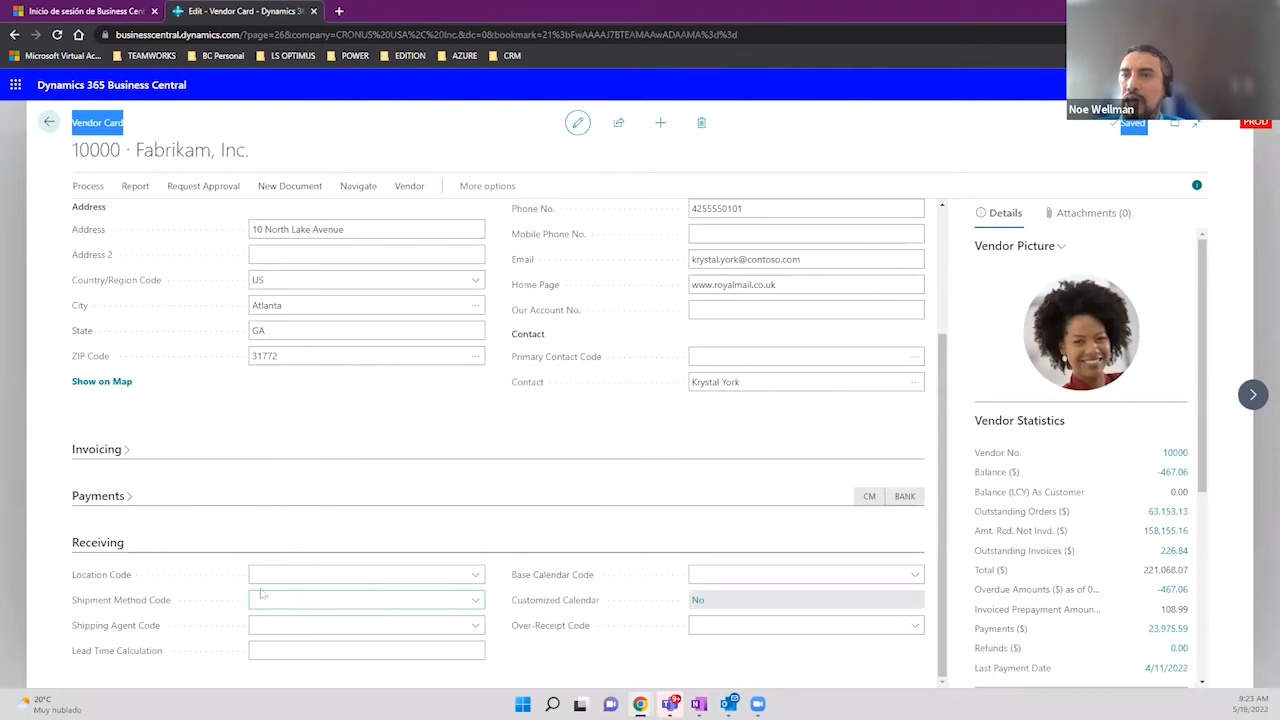 Inicio de sesión de Business Cent
Edit - Vendor Card - Dynamics 36
businesscentral.dynamics.com/?page=26&company=CRONUS%20USA%2C%20Inc.&dc=0&bookmark=21%3bFwAAAAJ7BTEAMAAwADAAMA%3d%3d
Microsoft Virtual Ac...
TEAMWORKS
BC Personal
LS OPTIMUS
POWER
EDITION
AZURE
CRM
Dynamics 365 Business Central
Noe Wellman
Vendor Card
Saved
PROD
10000 · Fabrikam, Inc.
Process Report Request Approval New Document Navigate Vendor More options
Address
Address 10 North Lake Avenue
Address 2
Country/Region Code US
City Atlanta
State GA
ZIP Code 31772
Show on Map
Phone No. 4255550101
Mobile Phone No.
Email krystal.york@contoso.com
Home Page www.royalmail.co.uk
Our Account No.
Contact
Primary Contact Code
Contact Krystal York
Invoicing
Payments CM BANK
Receiving
Location Code
Shipment Method Code
Shipping Agent Code
Lead Time Calculation
Base Calendar Code
Customized Calendar No
Over-Receipt Code
Details Attachments (0)
Vendor Picture
Vendor Statistics
Vendor No. 10000
Balance ($) -467.06
Balance (LCY) As Customer 0.00
Outstanding Orders ($) 63,153.13
Amt. Rcd. Not Invd. ($) 158,155.16
Outstanding Invoices ($) 226.84
Total ($) 221,068.07
Overdue Amounts ($) as of 0... -467.06
Invoiced Prepayment Amoun... 108.99
Payments ($) 23,975.59
Refunds ($) 0.00
Last Payment Date 4/11/2022
20°C
Muy nublado
9+
9:23 AM
5/19/2022